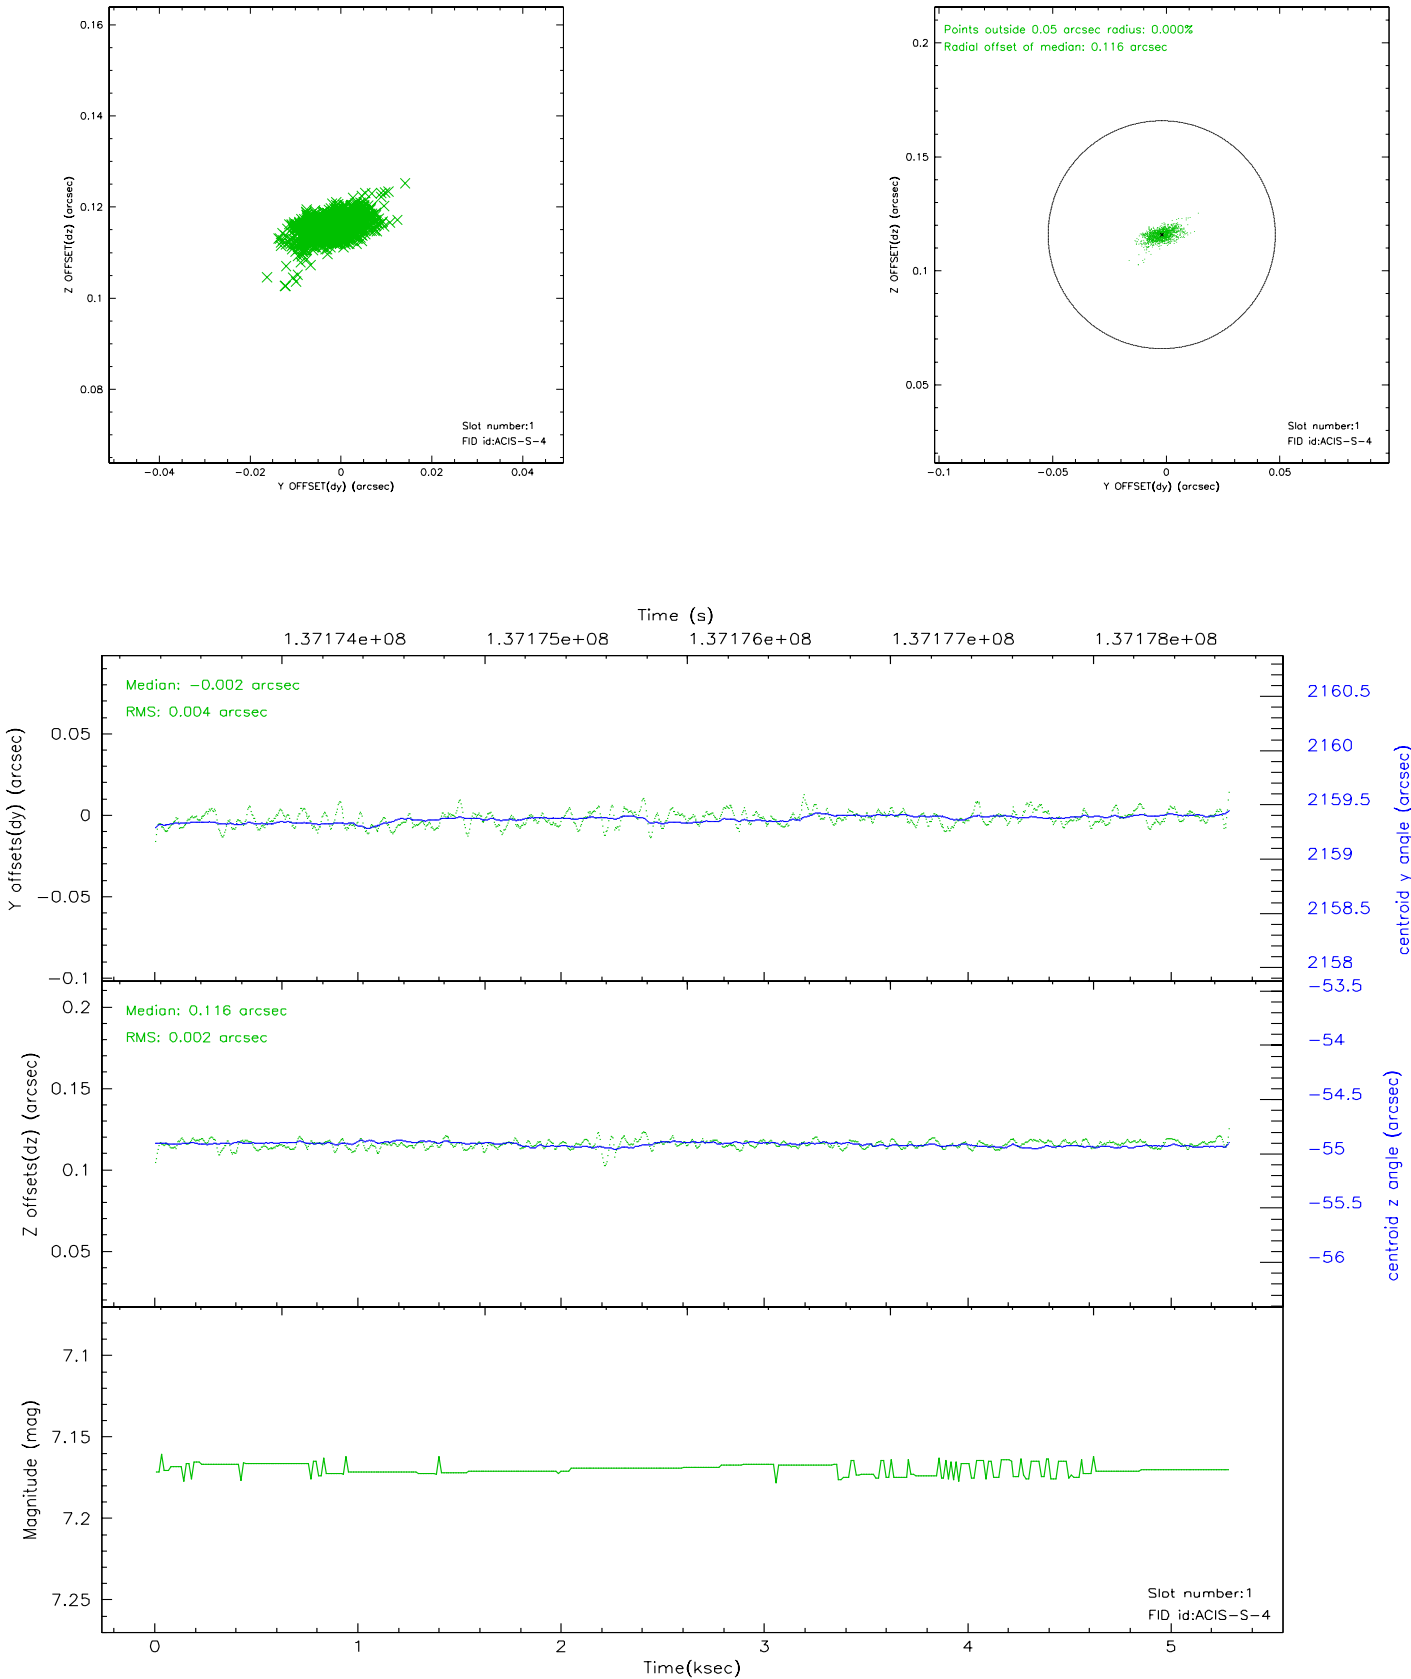 0.16
0.14
0.12
0.1
0.08
Z OFFSET(dz) (arcsec)
Slot number:1
FID id:ACIS-S-4
-0.04
-0.02
0
0.02
0.04
Y OFFSET(dy) (arcsec)
Points outside 0.05 arcsec radius: 0.000%
Radial offset of median: 0.116 arcsec
0.2
0.15
0.1
0.05
Z OFFSET(dz) (arcsec)
Slot number:1
FID id:ACIS-S-4
-0.1
-0.05
0
0.05
Y OFFSET(dy) (arcsec)
Time (s)
1.37174e+08
1.37175e+08
1.37176e+08
1.37177e+08
1.37178e+08
Median: -0.002 arcsec
RMS: 0.004 arcsec
0.05
0
-0.05
-0.1
Y offsets(dy) (arcsec)
2160.5
2160
2159.5
2159
2158.5
2158
centroid y angle (arcsec)
Median: 0.116 arcsec
RMS: 0.002 arcsec
0.2
0.15
0.1
0.05
Z offsets(dz) (arcsec)
-53.5
-54
-54.5
-55
-55.5
-56
centroid z angle (arcsec)
7.1
7.15
7.2
7.25
Magnitude (mag)
Slot number:1
FID id:ACIS-S-4
0
1
2
3
4
5
Time(ksec)